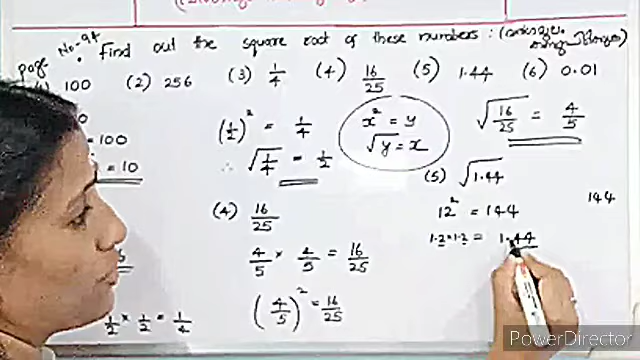 page No-94
Find out the square root of these numbers:
100 (2) 256 (3) 1/4 (4) 16/25 (5) 1.44 (6) 0.01
= 100
= 10
(1/2)² = 1/4
∴ √1/4 = 1/2
x² = y
√y = x
√16/25 = 4/5
(4) 16/25
4/5 × 4/5 = 16/25
(4/5)² = 16/25
1/2 × 1/2 = 1/4
(5) √1.44
12² = 144
144
1.2×1.2 = 1.44
PowerDirector